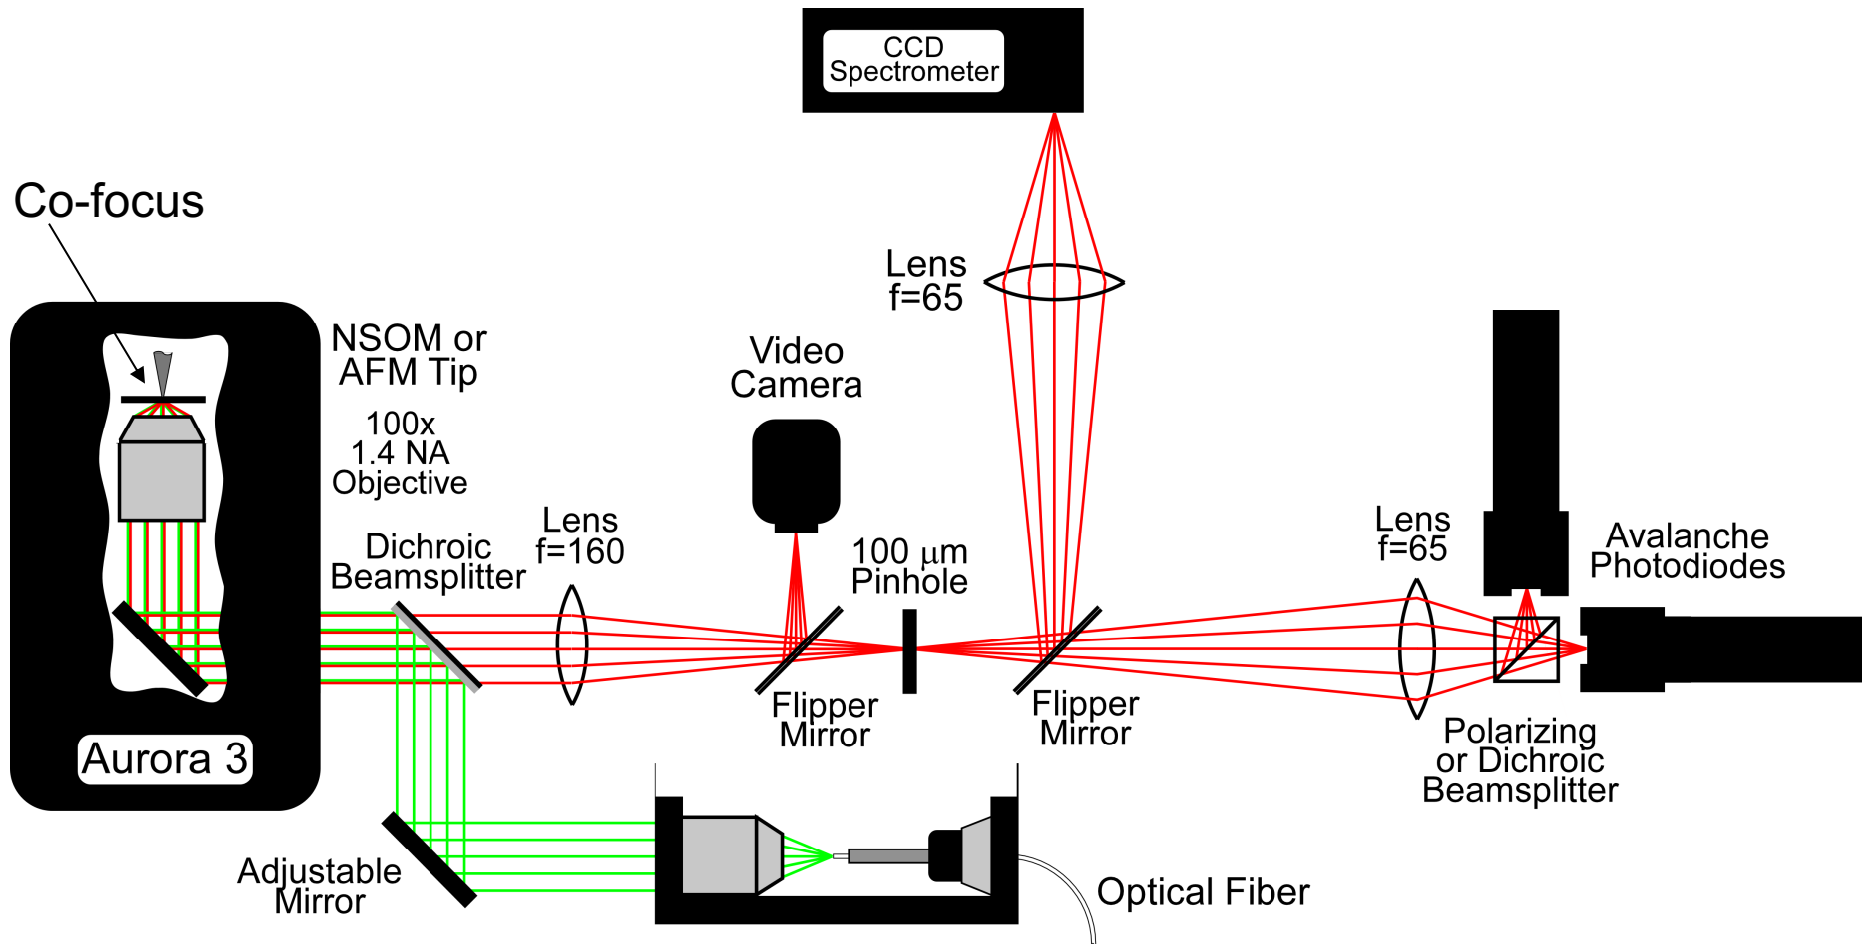 CCD
Spectrometer
Co-focus
Lens
f=65
NSOM or
AFM Tip
Video
Camera
100x
1.4 NA
Objective
Lens
f=160
Dichroic
Beamsplitter
100 μm
Pinhole
Lens
f=65
Avalanche
Photodiodes
Flipper
Mirror
Flipper
Mirror
Polarizing
or Dichroic
Beamsplitter
Aurora 3
Adjustable
Mirror
Optical Fiber